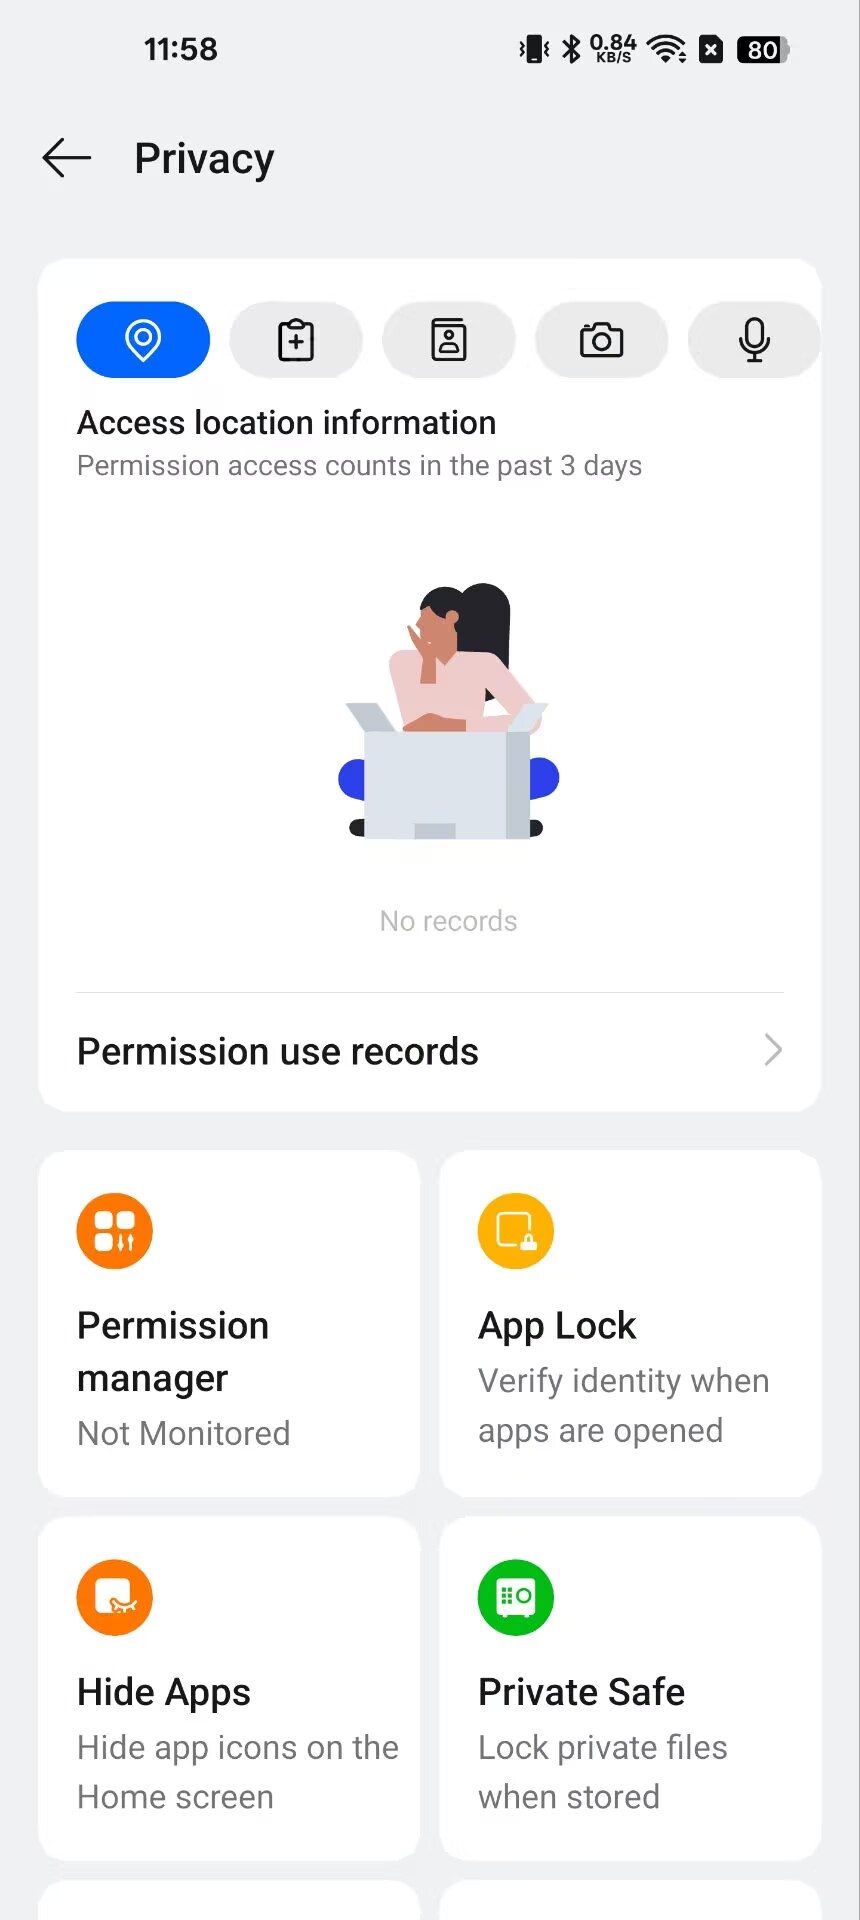 11:58
0.84
KB/S
80
Privacy
Access location information
Permission access counts in the past 3 days
No records
Permission use records
Permission
manager
Not Monitored
App Lock
Verify identity when
apps are opened
Hide Apps
Hide app icons on the
Home screen
Private Safe
Lock private files
when stored